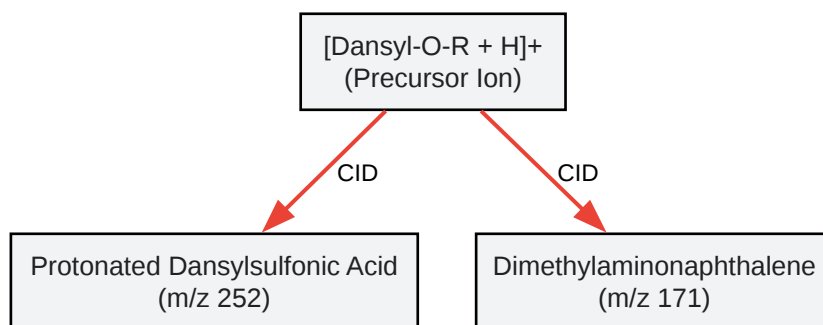 [Dansyl-O-R + H]+
(Precursor Ion)
CID
CID
Protonated Dansylsulfonic Acid
(m/z 252)
Dimethylaminonaphthalene
(m/z 171)